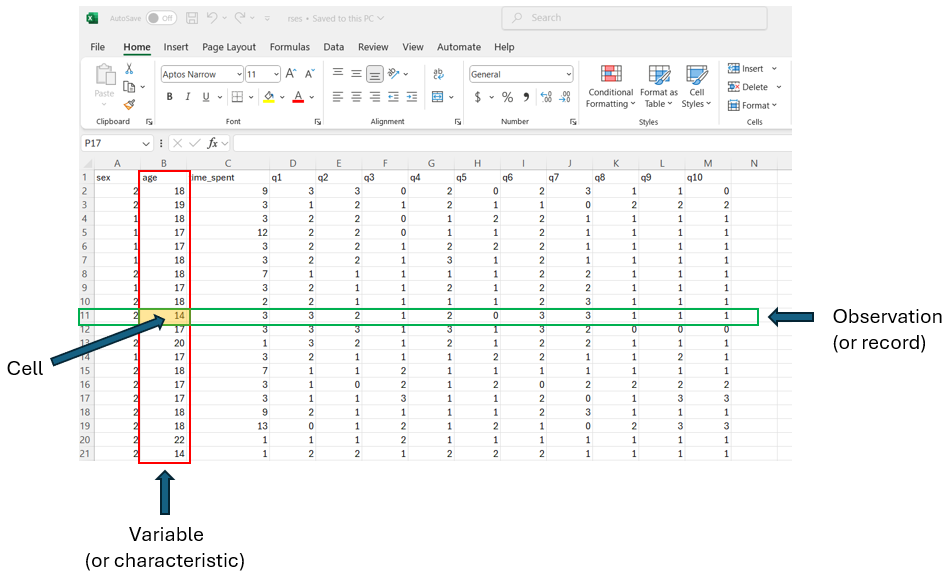 AutoSave Off rses • Saved to this PC Search
File Home Insert Page Layout Formulas Data Review View Automate Help
Paste Aptos Narrow 11 A A ab General Conditional Formatting Format as Table Cell Styles Insert
B I U A $ % , Delete
Format
Clipboard Font Alignment Number Styles Cells
P17 fx
A B C D E F G H I J K L M N
1 sex age ime_spent q1 q2 q3 q4 q5 q6 q7 q8 q9 q10
2 2 18 9 3 3 0 2 0 2 3 1 1 0
3 2 19 3 1 2 1 2 1 1 0 2 2 2
4 1 18 3 2 2 0 1 2 2 1 1 1 1
5 1 17 12 2 2 0 1 1 2 1 1 1 1
6 1 17 3 2 2 1 2 2 2 1 1 1 1
7 1 18 3 2 2 1 3 1 2 1 1 1 1
8 2 18 7 1 1 1 1 1 2 2 1 1 1
9 1 17 3 2 1 1 2 1 2 2 1 1 1
10 2 18 2 2 1 1 1 1 2 3 1 1 1
11 2 14 3 3 2 1 2 0 3 3 1 1 1
12 2 17 3 3 3 1 3 1 3 2 0 0 0
13 2 20 1 3 2 1 2 1 2 2 1 1 1
14 1 17 3 2 1 1 1 2 2 1 1 2 1
15 2 18 7 1 1 2 1 1 1 1 1 1 1
16 2 17 3 1 0 2 1 2 0 2 2 2 2
17 2 17 3 1 1 3 1 1 2 0 1 3 3
18 2 18 9 2 1 1 1 1 2 3 1 1 1
19 2 18 13 0 1 2 1 2 1 0 2 3 3
20 2 22 1 1 1 2 1 1 1 1 1 1 1
21 2 14 1 2 2 1 2 2 2 1 1 1 1
Observation
(or record)
Cell
Variable
(or characteristic)